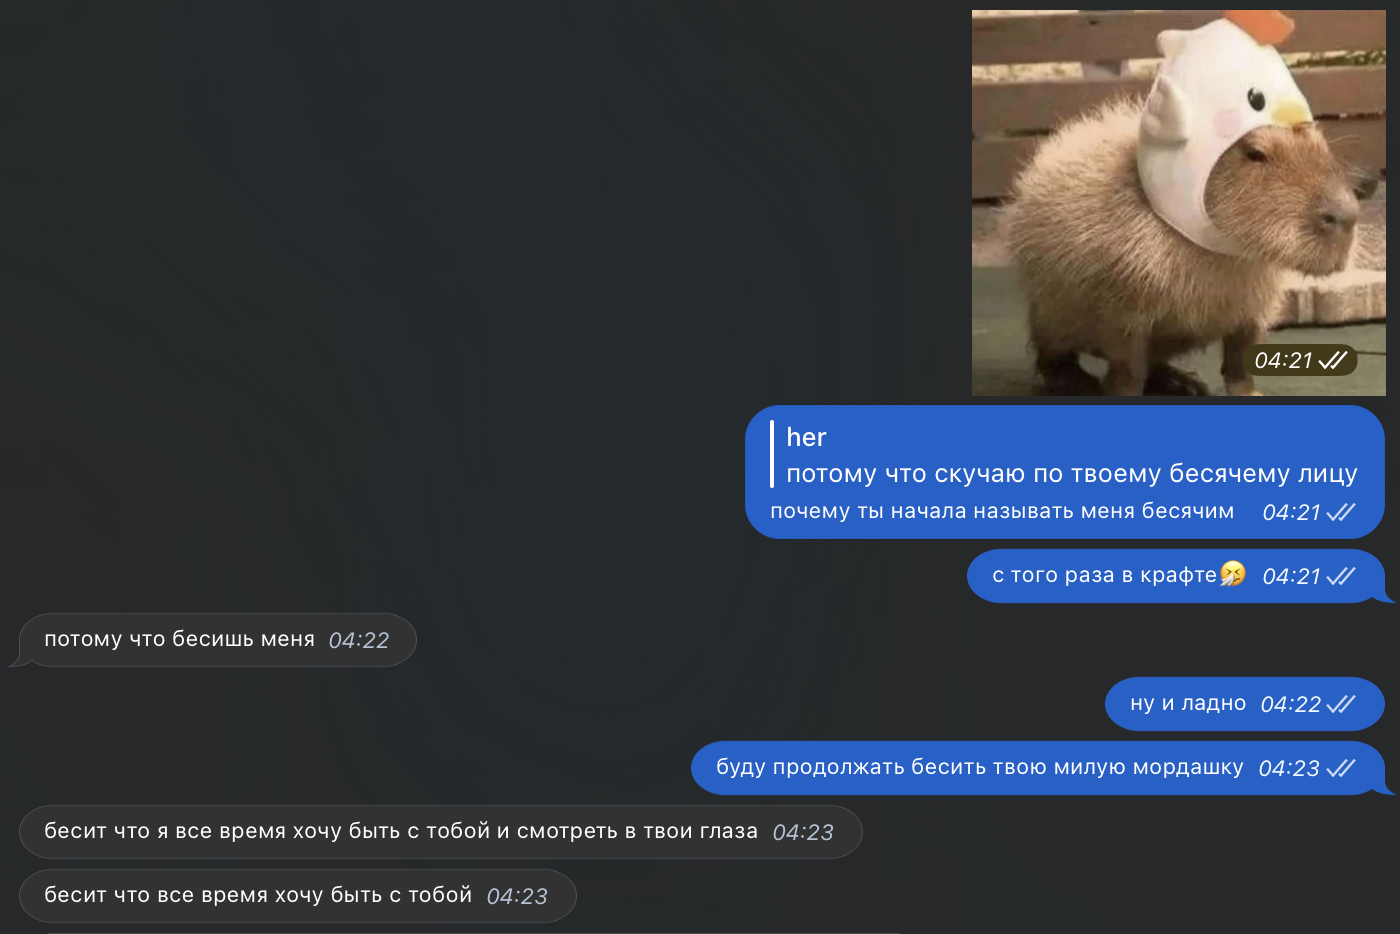 04:21
her
потому что скучаю по твоему бесячему лицу
почему ты начала называть меня бесячим 04:21
с того раза в крафте🤧 04:21
потому что бесишь меня 04:22
ну и ладно 04:22
буду продолжать бесить твою милую мордашку 04:23
бесит что я все время хочу быть с тобой и смотреть в твои глаза 04:23
бесит что все время хочу быть с тобой 04:23